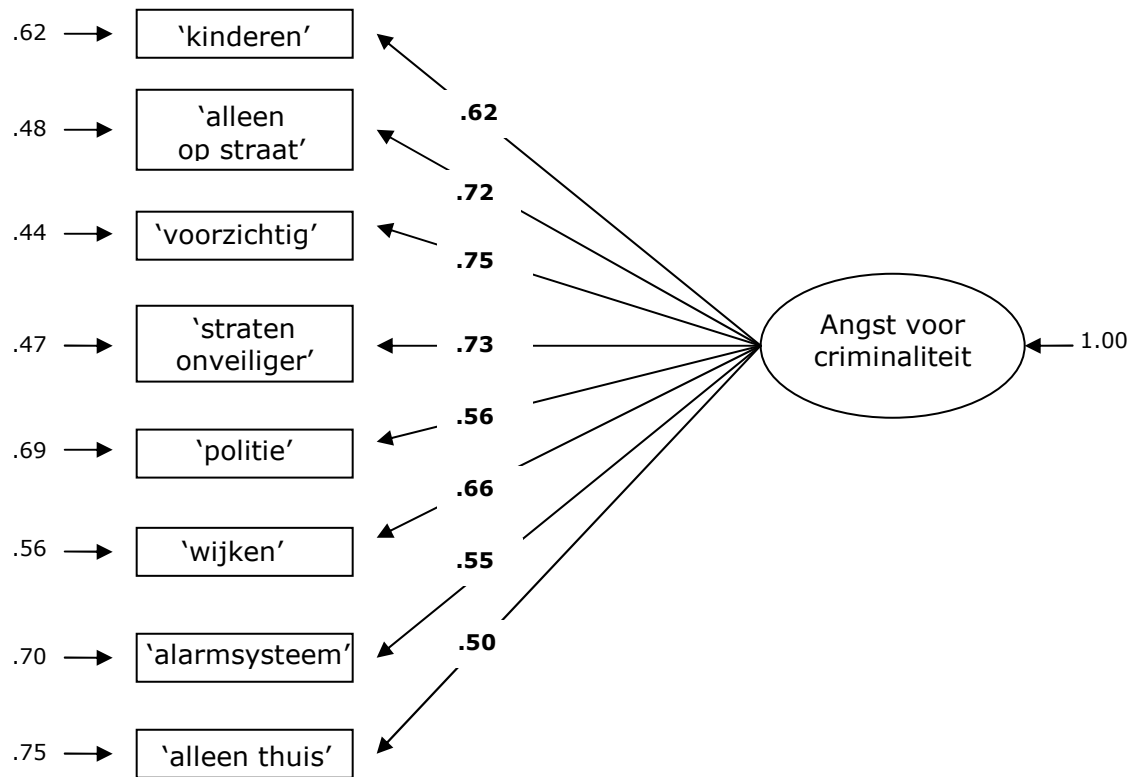 .62
‘kinderen’
.62
.48
‘alleen
op straat’
.72
.44
‘voorzichtig’
.75
.47
‘straten
onveiliger’
.73
Angst voor
criminaliteit
1.00
.69
‘politie’
.56
.56
‘wijken’
.66
.70
‘alarmsysteem’
.55
.75
‘alleen thuis’
.50